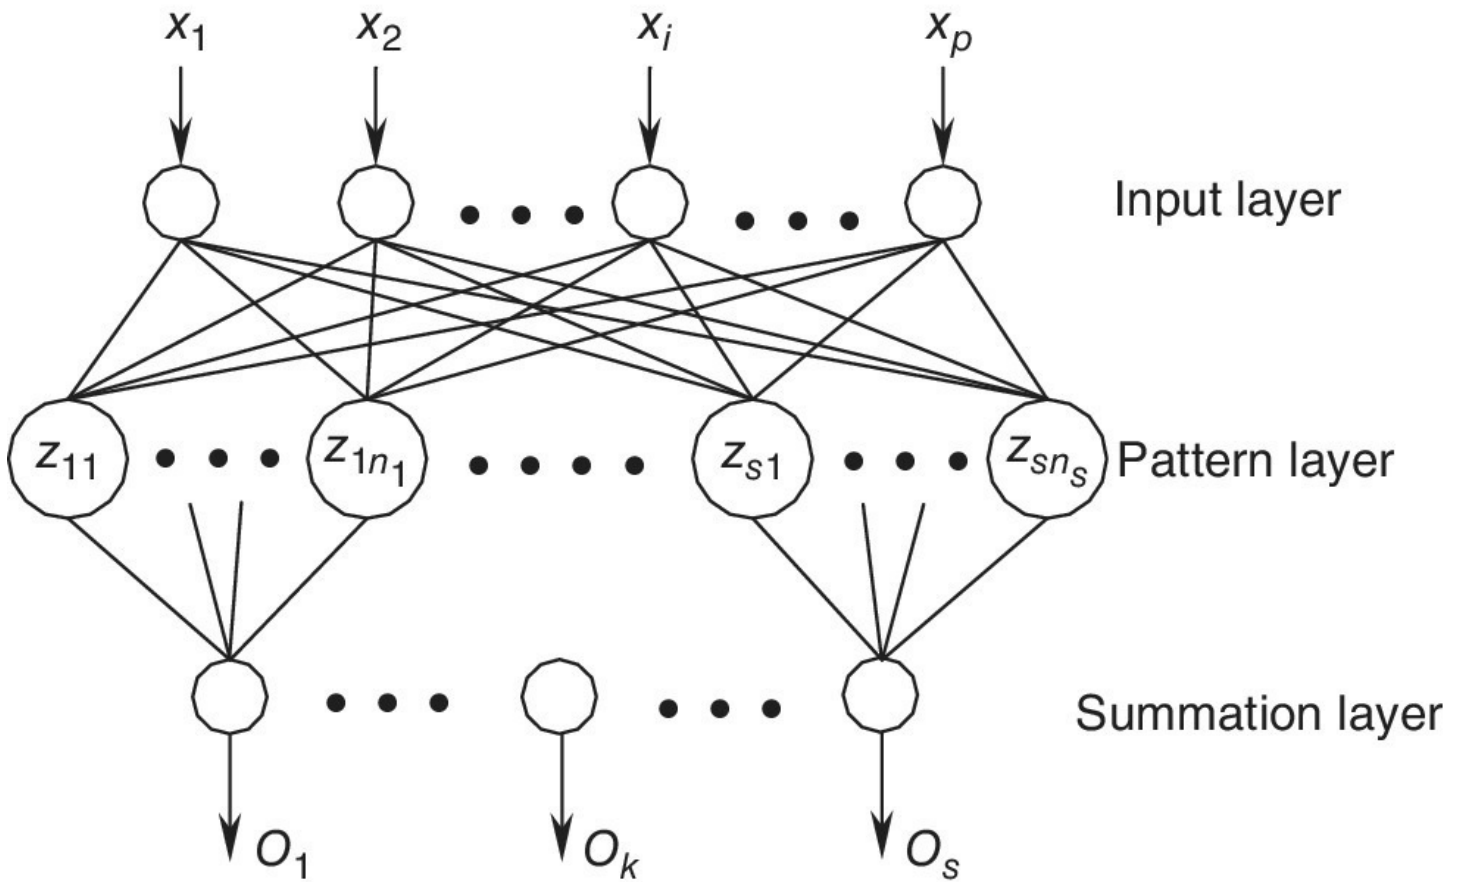 x₁ x₂ xᵢ xₚ
Input layer
z₁₁ z₁ₙ₁ zₛ₁ zₛₙₛ Pattern layer
Summation layer
O₁ Oₖ Oₛ